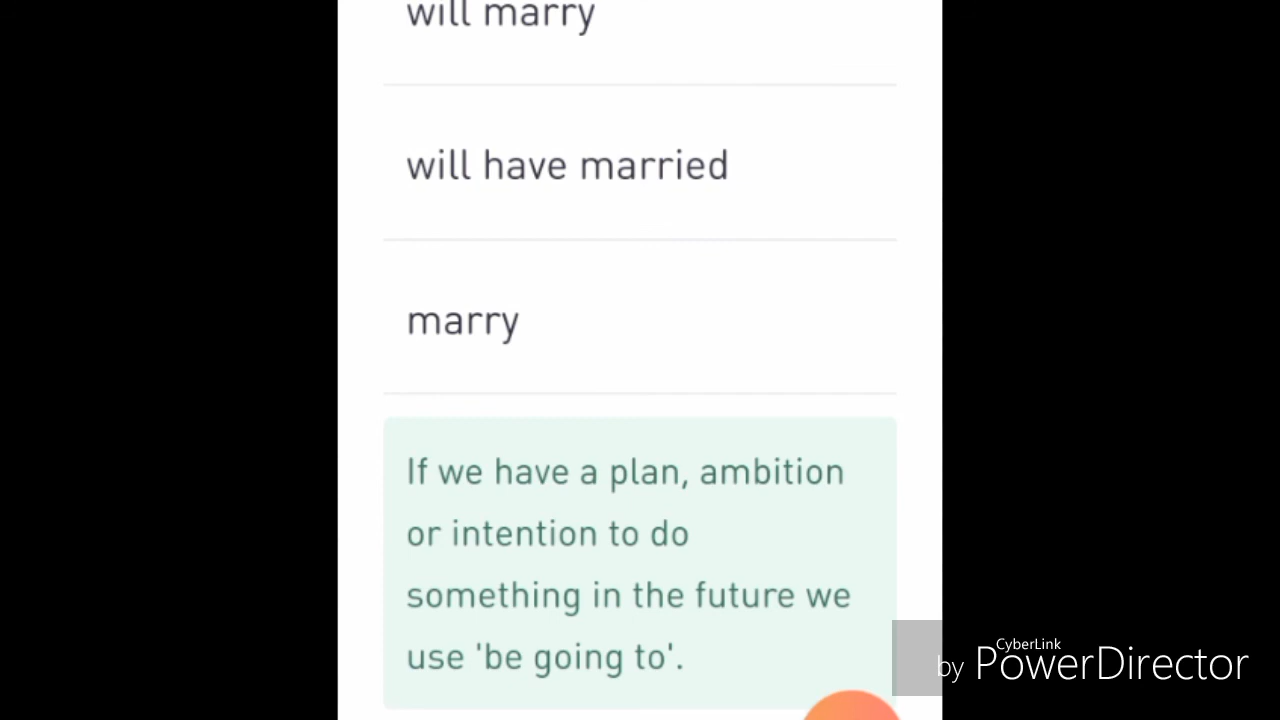 will marry
will have married
marry
If we have a plan, ambition
or intention to do
something in the future we
use 'be going to'.
CyberLink
by PowerDirector